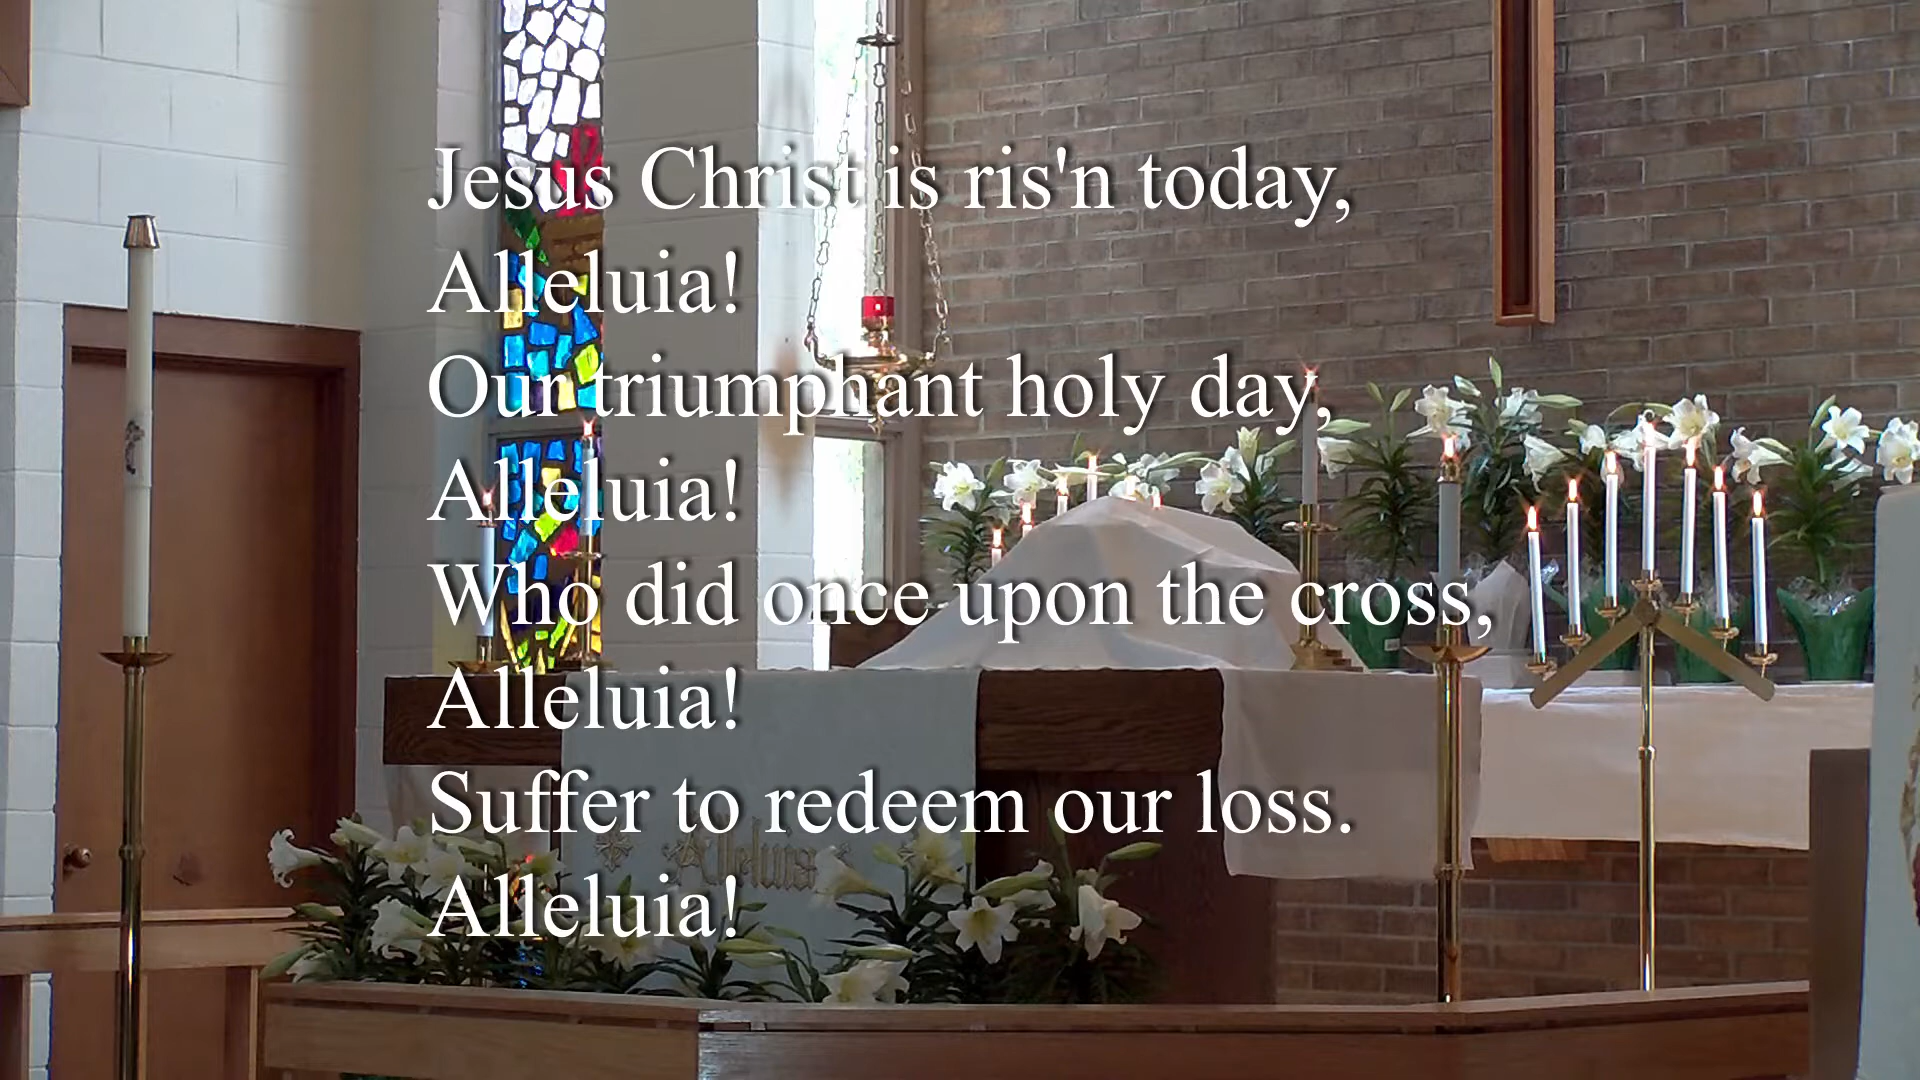 Jesus Christ is ris'n today,
Alleluia!
Our triumphant holy day,
Alleluia!
Who did once upon the cross,
Alleluia!
Suffer to redeem our loss.
Alleluia!
Alleluia